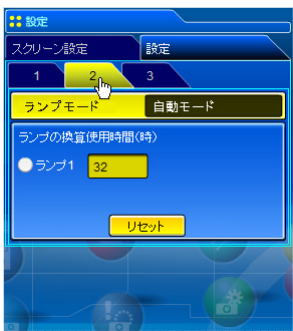 設定
スクリーン設定 設定
1 2 3
ランプモード 自動モード
ランプの換算使用時間(時)
ランプ1 32
リセット